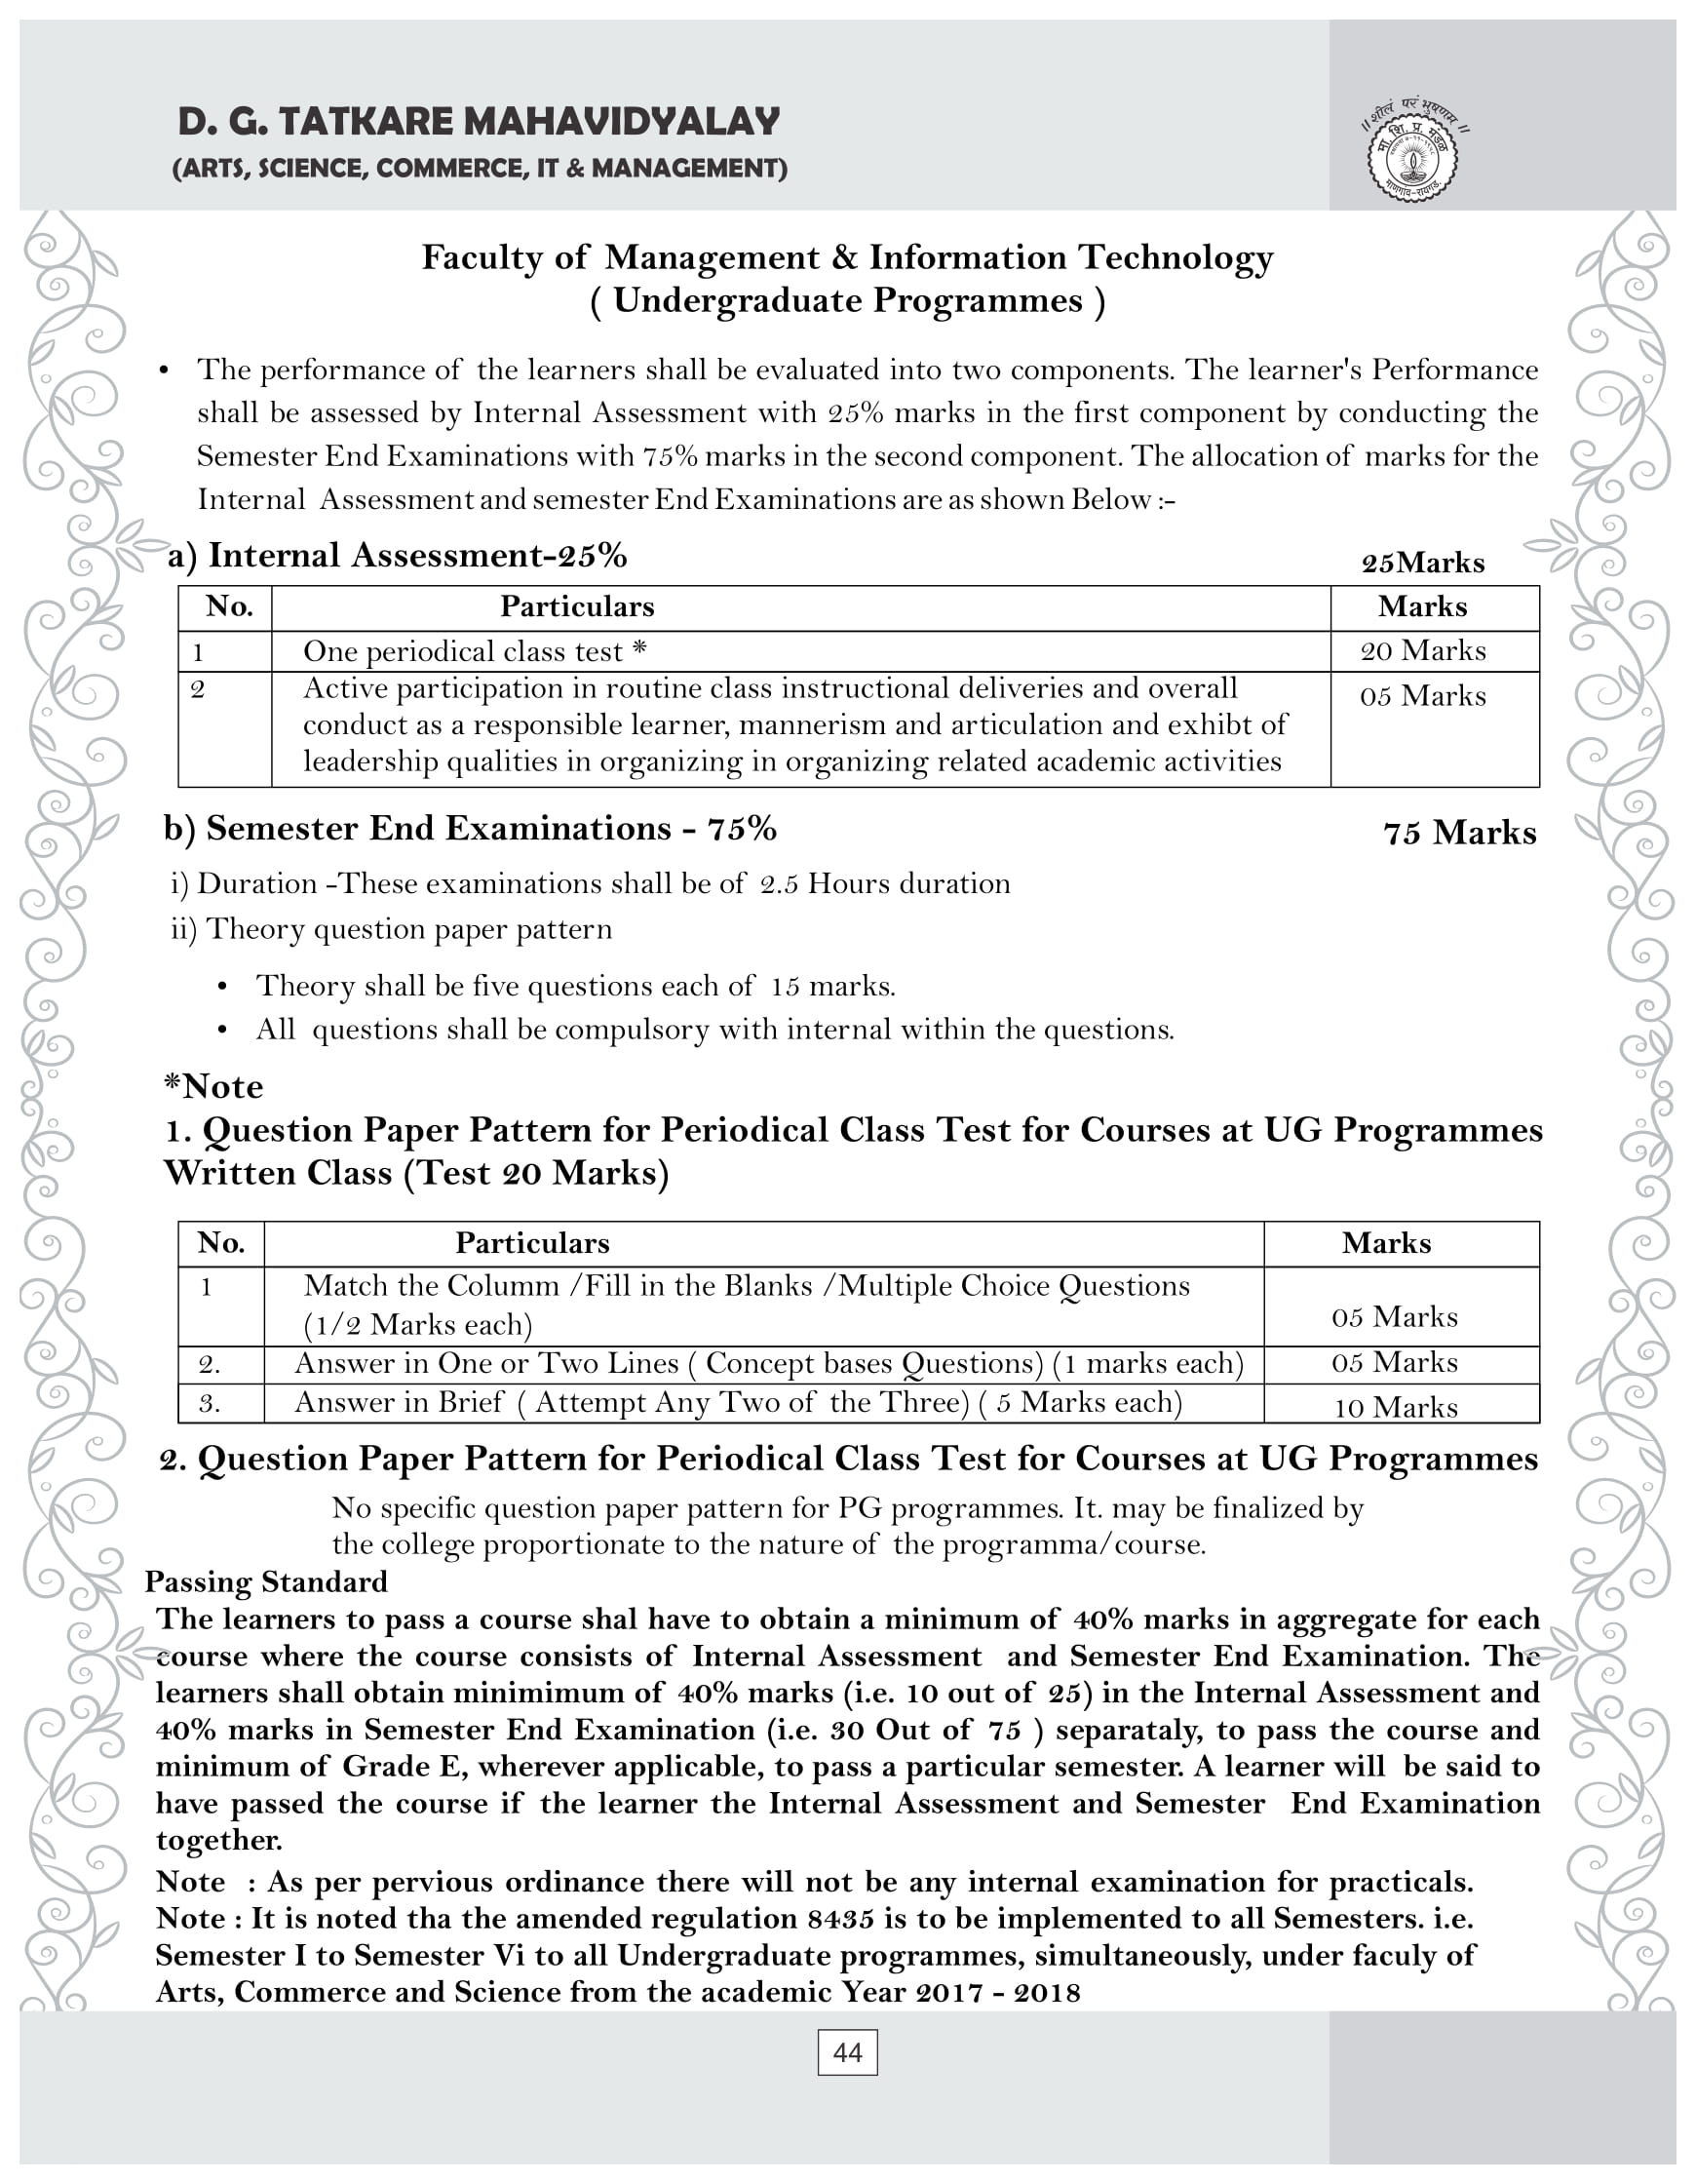 D. G. TATKARE MAHAVIDYALAY
(ARTS, SCIENCE, COMMERCE, IT & MANAGEMENT)
॥ शीलं परं भुषणम ॥
मा. शि. प्र. मंडळ
माणगाव-रायगड.
Faculty of Management & Information Technology
( Undergraduate Programmes )
• The performance of the learners shall be evaluated into two components. The learner's Performance
shall be assessed by Internal Assessment with 25% marks in the first component by conducting the
Semester End Examinations with 75% marks in the second component. The allocation of marks for the
Internal Assessment and semester End Examinations are as shown Below :-
a) Internal Assessment-25% 25Marks
No. Particulars Marks
1 One periodical class test * 20 Marks
2 Active participation in routine class instructional deliveries and overall 05 Marks
conduct as a responsible learner, mannerism and articulation and exhibt of
leadership qualities in organizing in organizing related academic activities
b) Semester End Examinations - 75% 75 Marks
i) Duration -These examinations shall be of 2.5 Hours duration
ii) Theory question paper pattern
• Theory shall be five questions each of 15 marks.
• All questions shall be compulsory with internal within the questions.
*Note
1. Question Paper Pattern for Periodical Class Test for Courses at UG Programmes
Written Class (Test 20 Marks)
No. Particulars Marks
1 Match the Columm /Fill in the Blanks /Multiple Choice Questions
(1/2 Marks each) 05 Marks
2. Answer in One or Two Lines ( Concept bases Questions) (1 marks each) 05 Marks
3. Answer in Brief ( Attempt Any Two of the Three) ( 5 Marks each) 10 Marks
2. Question Paper Pattern for Periodical Class Test for Courses at UG Programmes
No specific question paper pattern for PG programmes. It. may be finalized by
the college proportionate to the nature of the programma/course.
Passing Standard
The learners to pass a course shal have to obtain a minimum of 40% marks in aggregate for each
course where the course consists of Internal Assessment and Semester End Examination. The
learners shall obtain minimimum of 40% marks (i.e. 10 out of 25) in the Internal Assessment and
40% marks in Semester End Examination (i.e. 30 Out of 75 ) separataly, to pass the course and
minimum of Grade E, wherever applicable, to pass a particular semester. A learner will be said to
have passed the course if the learner the Internal Assessment and Semester End Examination
together.
Note : As per pervious ordinance there will not be any internal examination for practicals.
Note : It is noted tha the amended regulation 8435 is to be implemented to all Semesters. i.e.
Semester I to Semester Vi to all Undergraduate programmes, simultaneously, under faculy of
Arts, Commerce and Science from the academic Year 2017 - 2018
44